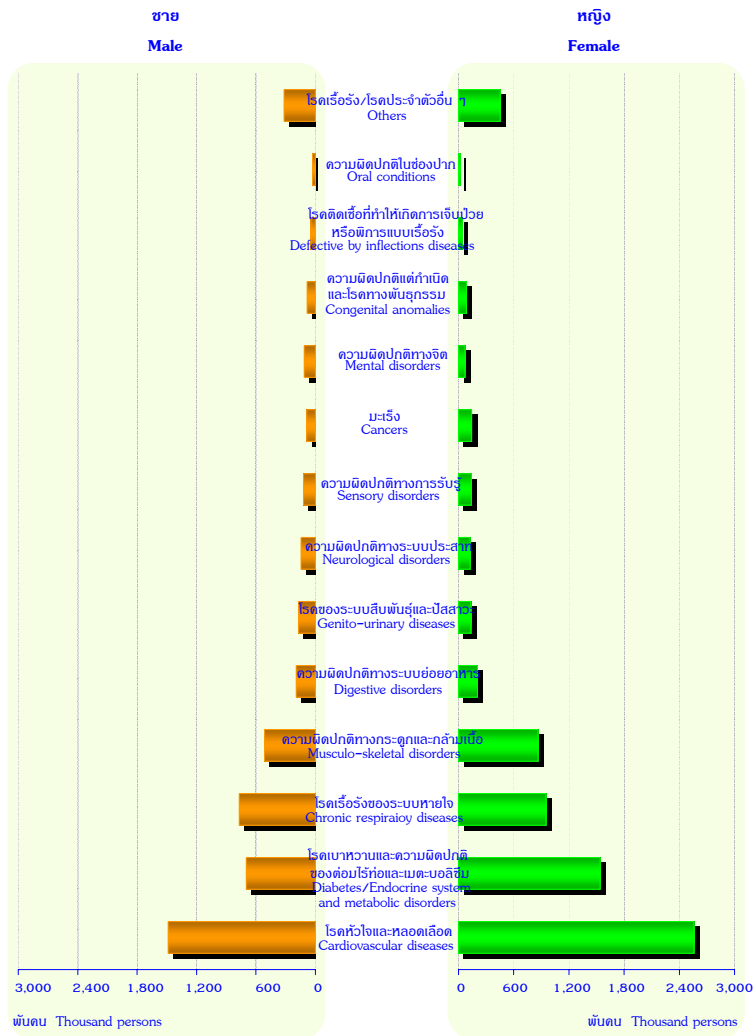 ชาย
Male
หญิง
Female
โรคเรื้อรัง/โรคประจำตัวอื่น ๆ
Others
ความผิดปกติในช่องปาก
Oral conditions
โรคติดเชื้อที่ทำให้เกิดการเจ็บป่วย
หรือพิการแบบเรื้อรัง
Defective by inflections diseases
ความผิดปกติแต่กำเนิด
และโรคทางพันธุกรรม
Congenital anomalies
ความผิดปกติทางจิต
Mental disorders
มะเร็ง
Cancers
ความผิดปกติทางการรับรู้
Sensory disorders
ความผิดปกติทางระบบประสาท
Neurological disorders
โรคของระบบสืบพันธุ์และปัสสาวะ
Genito-urinary diseases
ความผิดปกติทางระบบย่อยอาหาร
Digestive disorders
ความผิดปกติทางกระดูกและกล้ามเนื้อ
Musculo-skeletal disorders
โรคเรื้อรังของระบบหายใจ
Chronic respiraioy diseases
โรคเบาหวานและความผิดปกติ
ของต่อมไร้ท่อและเมตะบอลิซึม
Diabetes/Endocrine system
and metabolic disorders
โรคหัวใจและหลอดเลือด
Cardiovascular diseases
3,000 2,400 1,800 1,200 600 0
0 600 1,200 1,800 2,400 3,000
พันคน Thousand persons
พันคน Thousand persons